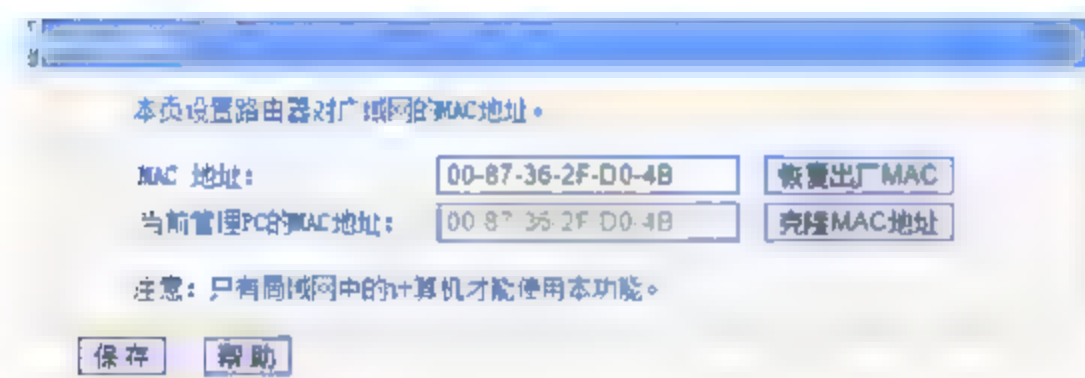 本页设置路由器对广域网的MAC地址。
MAC 地址: 00-87-36-2F-D0-4B 恢复出厂MAC
当前管理PC的MAC地址: 00-87-36-2F-D0-4B 克隆MAC地址
注意: 只有局域网中的计算机才能使用本功能。
保存 帮助